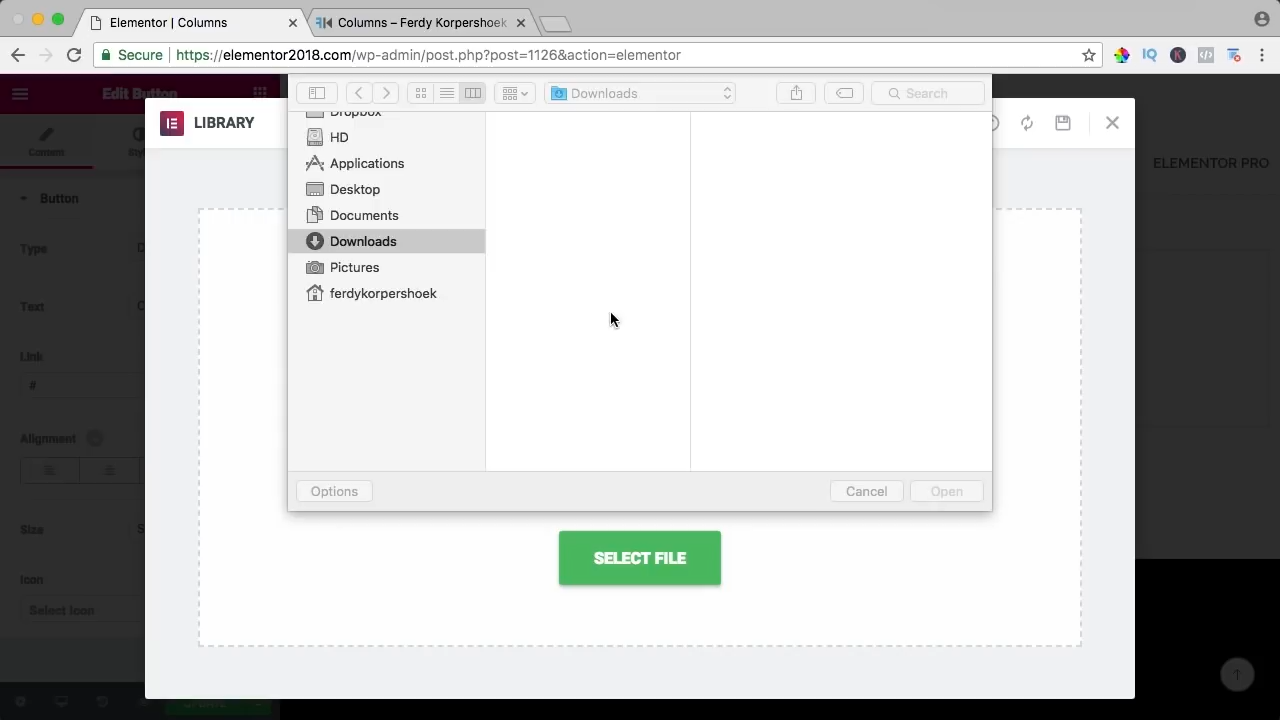 Elementor | Columns
Columns – Ferdy Korpershoek
Secure
https://elementor2018.com/wp-admin/post.php?post=1126&action=elementor
Edit Button
Downloads
Search
LIBRARY
Dropbox
HD
Applications
Desktop
Documents
Downloads
Pictures
ferdykorpershoek
Options
Cancel
Open
SELECT FILE
ELEMENTOR PRO
Content
Button
Type
Text
Link
#
Alignment
Size
Icon
Select Icon
UPDATE